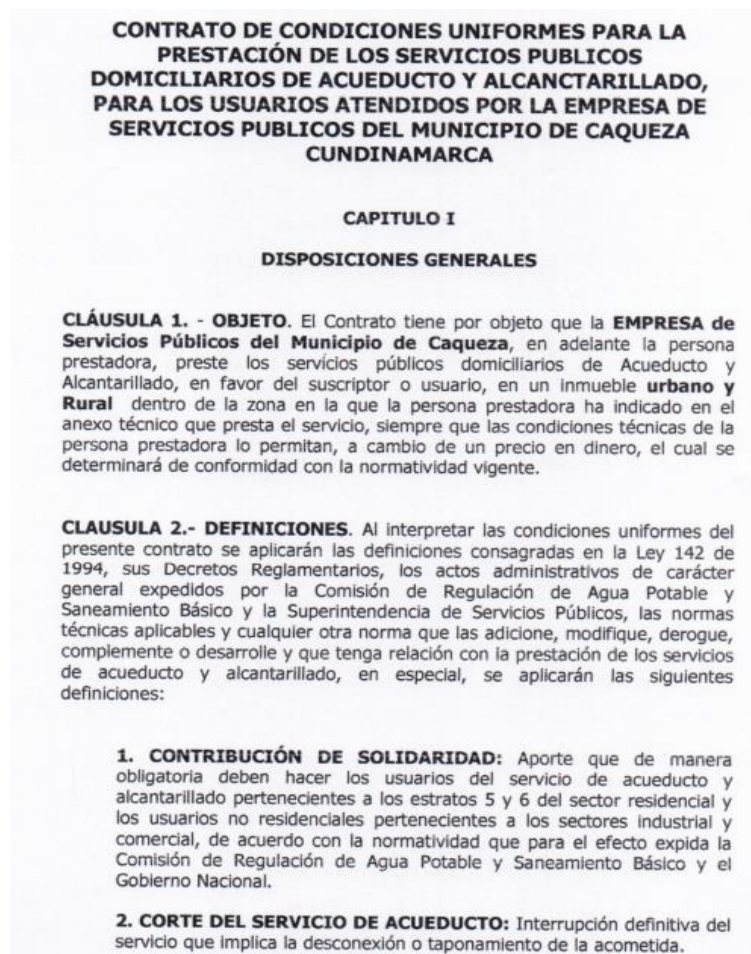 CONTRATO DE CONDICIONES UNIFORMES PARA LA
PRESTACIÓN DE LOS SERVICIOS PUBLICOS
DOMICILIARIOS DE ACUEDUCTO Y ALCANCTARILLADO,
PARA LOS USUARIOS ATENDIDOS POR LA EMPRESA DE
SERVICIOS PUBLICOS DEL MUNICIPIO DE CAQUEZA
CUNDINAMARCA
CAPITULO I
DISPOSICIONES GENERALES
CLÁUSULA 1. - OBJETO. El Contrato tiene por objeto que la EMPRESA de
Servicios Públicos del Municipio de Caqueza, en adelante la persona
prestadora, preste los servicios públicos domiciliarios de Acueducto y
Alcantarillado, en favor del suscriptor o usuario, en un inmueble urbano y
Rural dentro de la zona en la que la persona prestadora ha indicado en el
anexo técnico que presta el servicio, siempre que las condiciones técnicas de la
persona prestadora lo permitan, a cambio de un precio en dinero, el cual se
determinará de conformidad con la normatividad vigente.
CLAUSULA 2.- DEFINICIONES. Al interpretar las condiciones uniformes del
presente contrato se aplicarán las definiciones consagradas en la Ley 142 de
1994, sus Decretos Reglamentarios, los actos administrativos de carácter
general expedidos por la Comisión de Regulación de Agua Potable y
Saneamiento Básico y la Superintendencia de Servicios Públicos, las normas
técnicas aplicables y cualquier otra norma que las adicione, modifique, derogue,
complemente o desarrolle y que tenga relación con la prestación de los servicios
de acueducto y alcantarillado, en especial, se aplicarán las siguientes
definiciones:
1. CONTRIBUCIÓN DE SOLIDARIDAD: Aporte que de manera
obligatoria deben hacer los usuarios del servicio de acueducto y
alcantarillado pertenecientes a los estratos 5 y 6 del sector residencial y
los usuarios no residenciales pertenecientes a los sectores industrial y
comercial, de acuerdo con la normatividad que para el efecto expida la
Comisión de Regulación de Agua Potable y Saneamiento Básico y el
Gobierno Nacional.
2. CORTE DEL SERVICIO DE ACUEDUCTO: Interrupción definitiva del
servicio que implica la desconexión o taponamiento de la acometida.